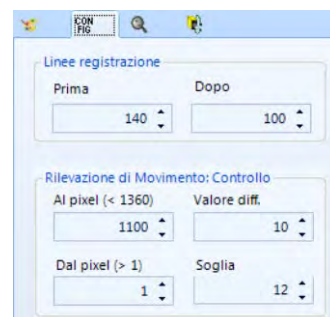 CON
FIG
Linee registrazione
Prima Dopo
140 100
Rilevazione di Movimento: Controllo
Al pixel (< 1360) Valore diff.
1100 10
Dal pixel (> 1) Soglia
1 12